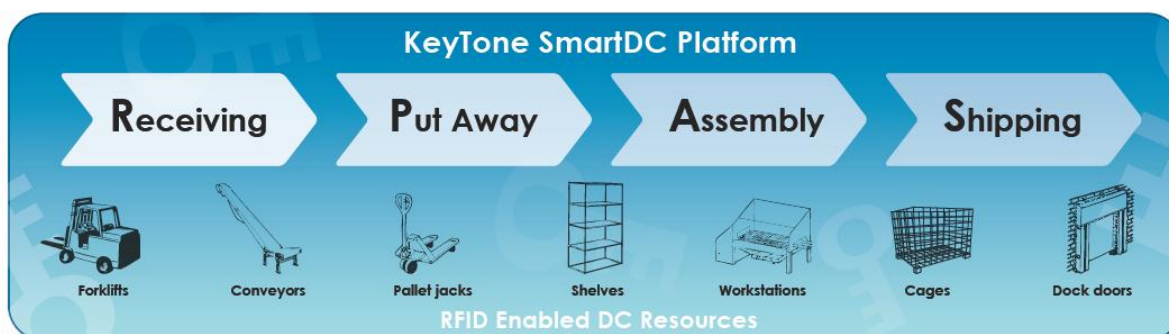 KeyTone SmartDC Platform
Receiving
Put Away
Assembly
Shipping
Forklifts
Conveyors
Pallet jacks
Shelves
Workstations
Cages
Dock doors
RFID Enabled DC Resources